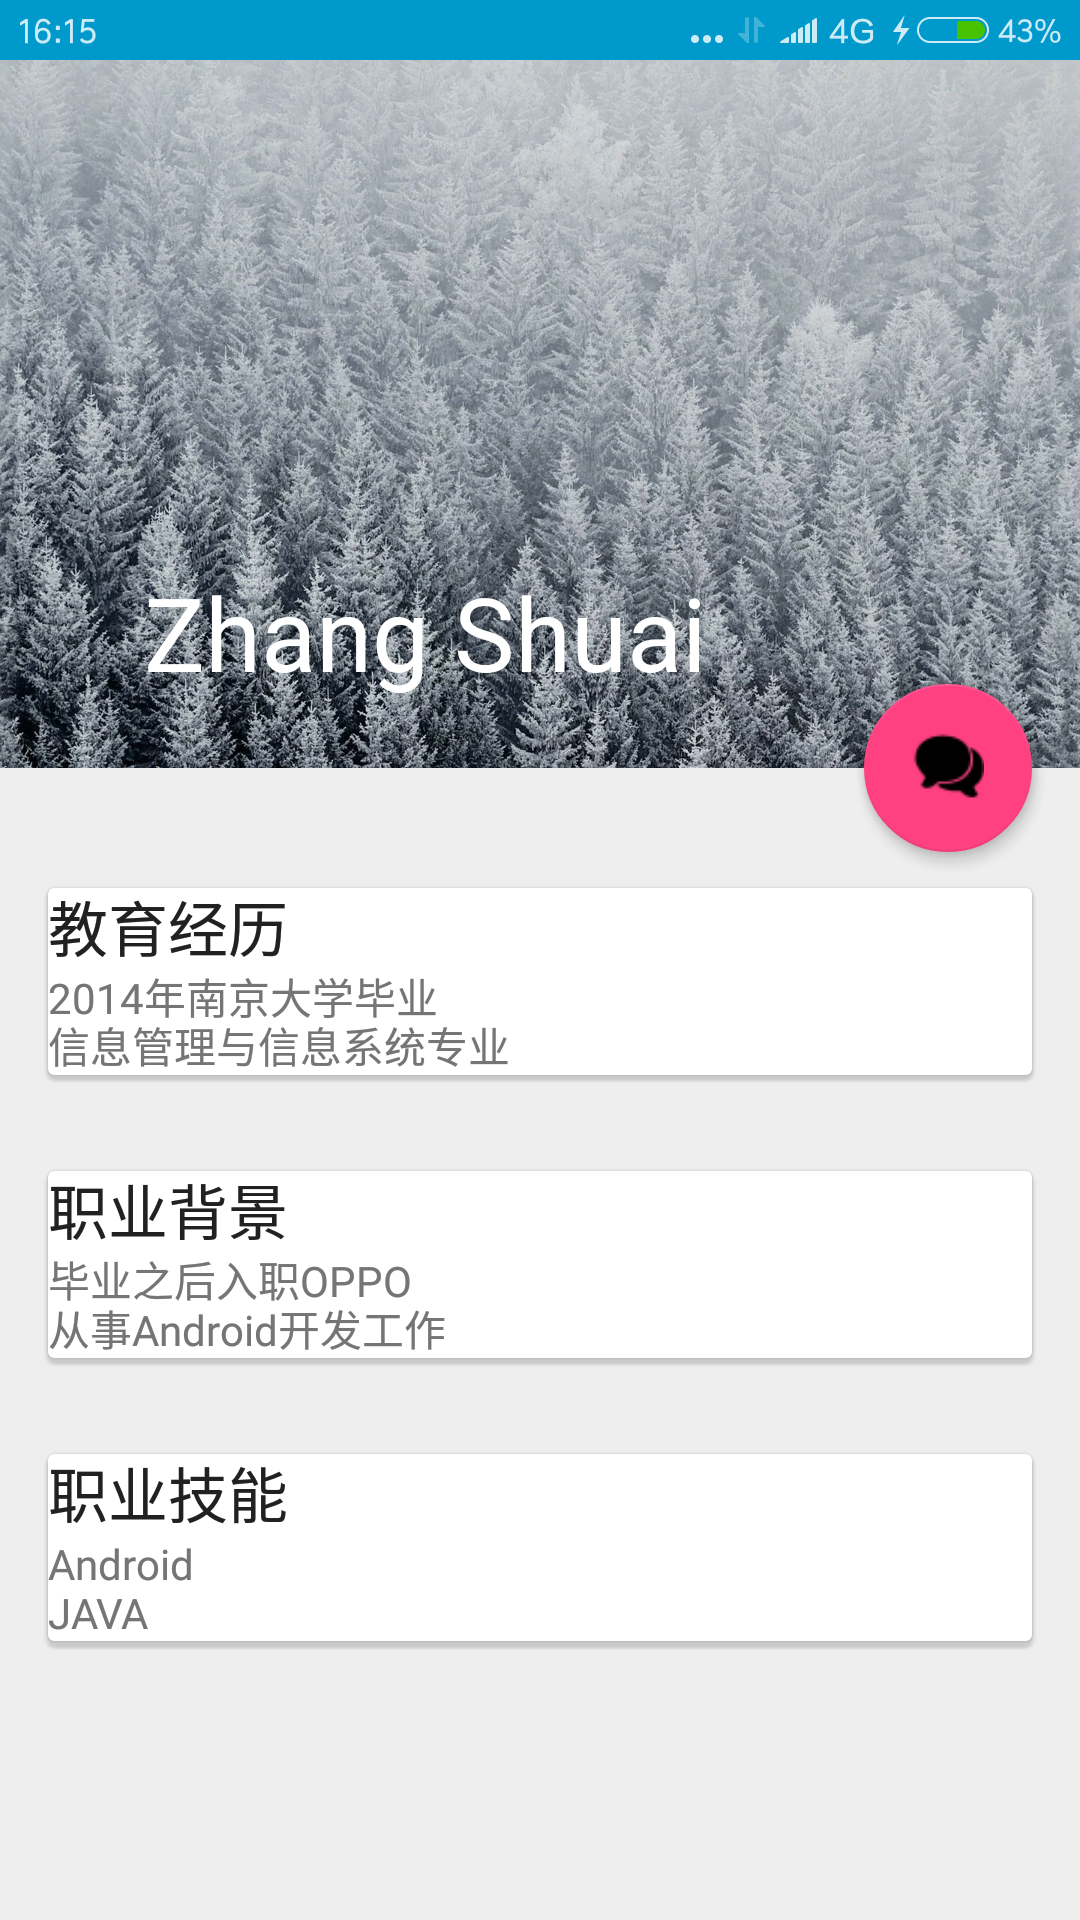 16:15 ... 4G 43%
Zhang Shuai
教育经历
2014年南京大学毕业
信息管理与信息系统专业
职业背景
毕业之后入职OPPO
从事Android开发工作
职业技能
Android
JAVA